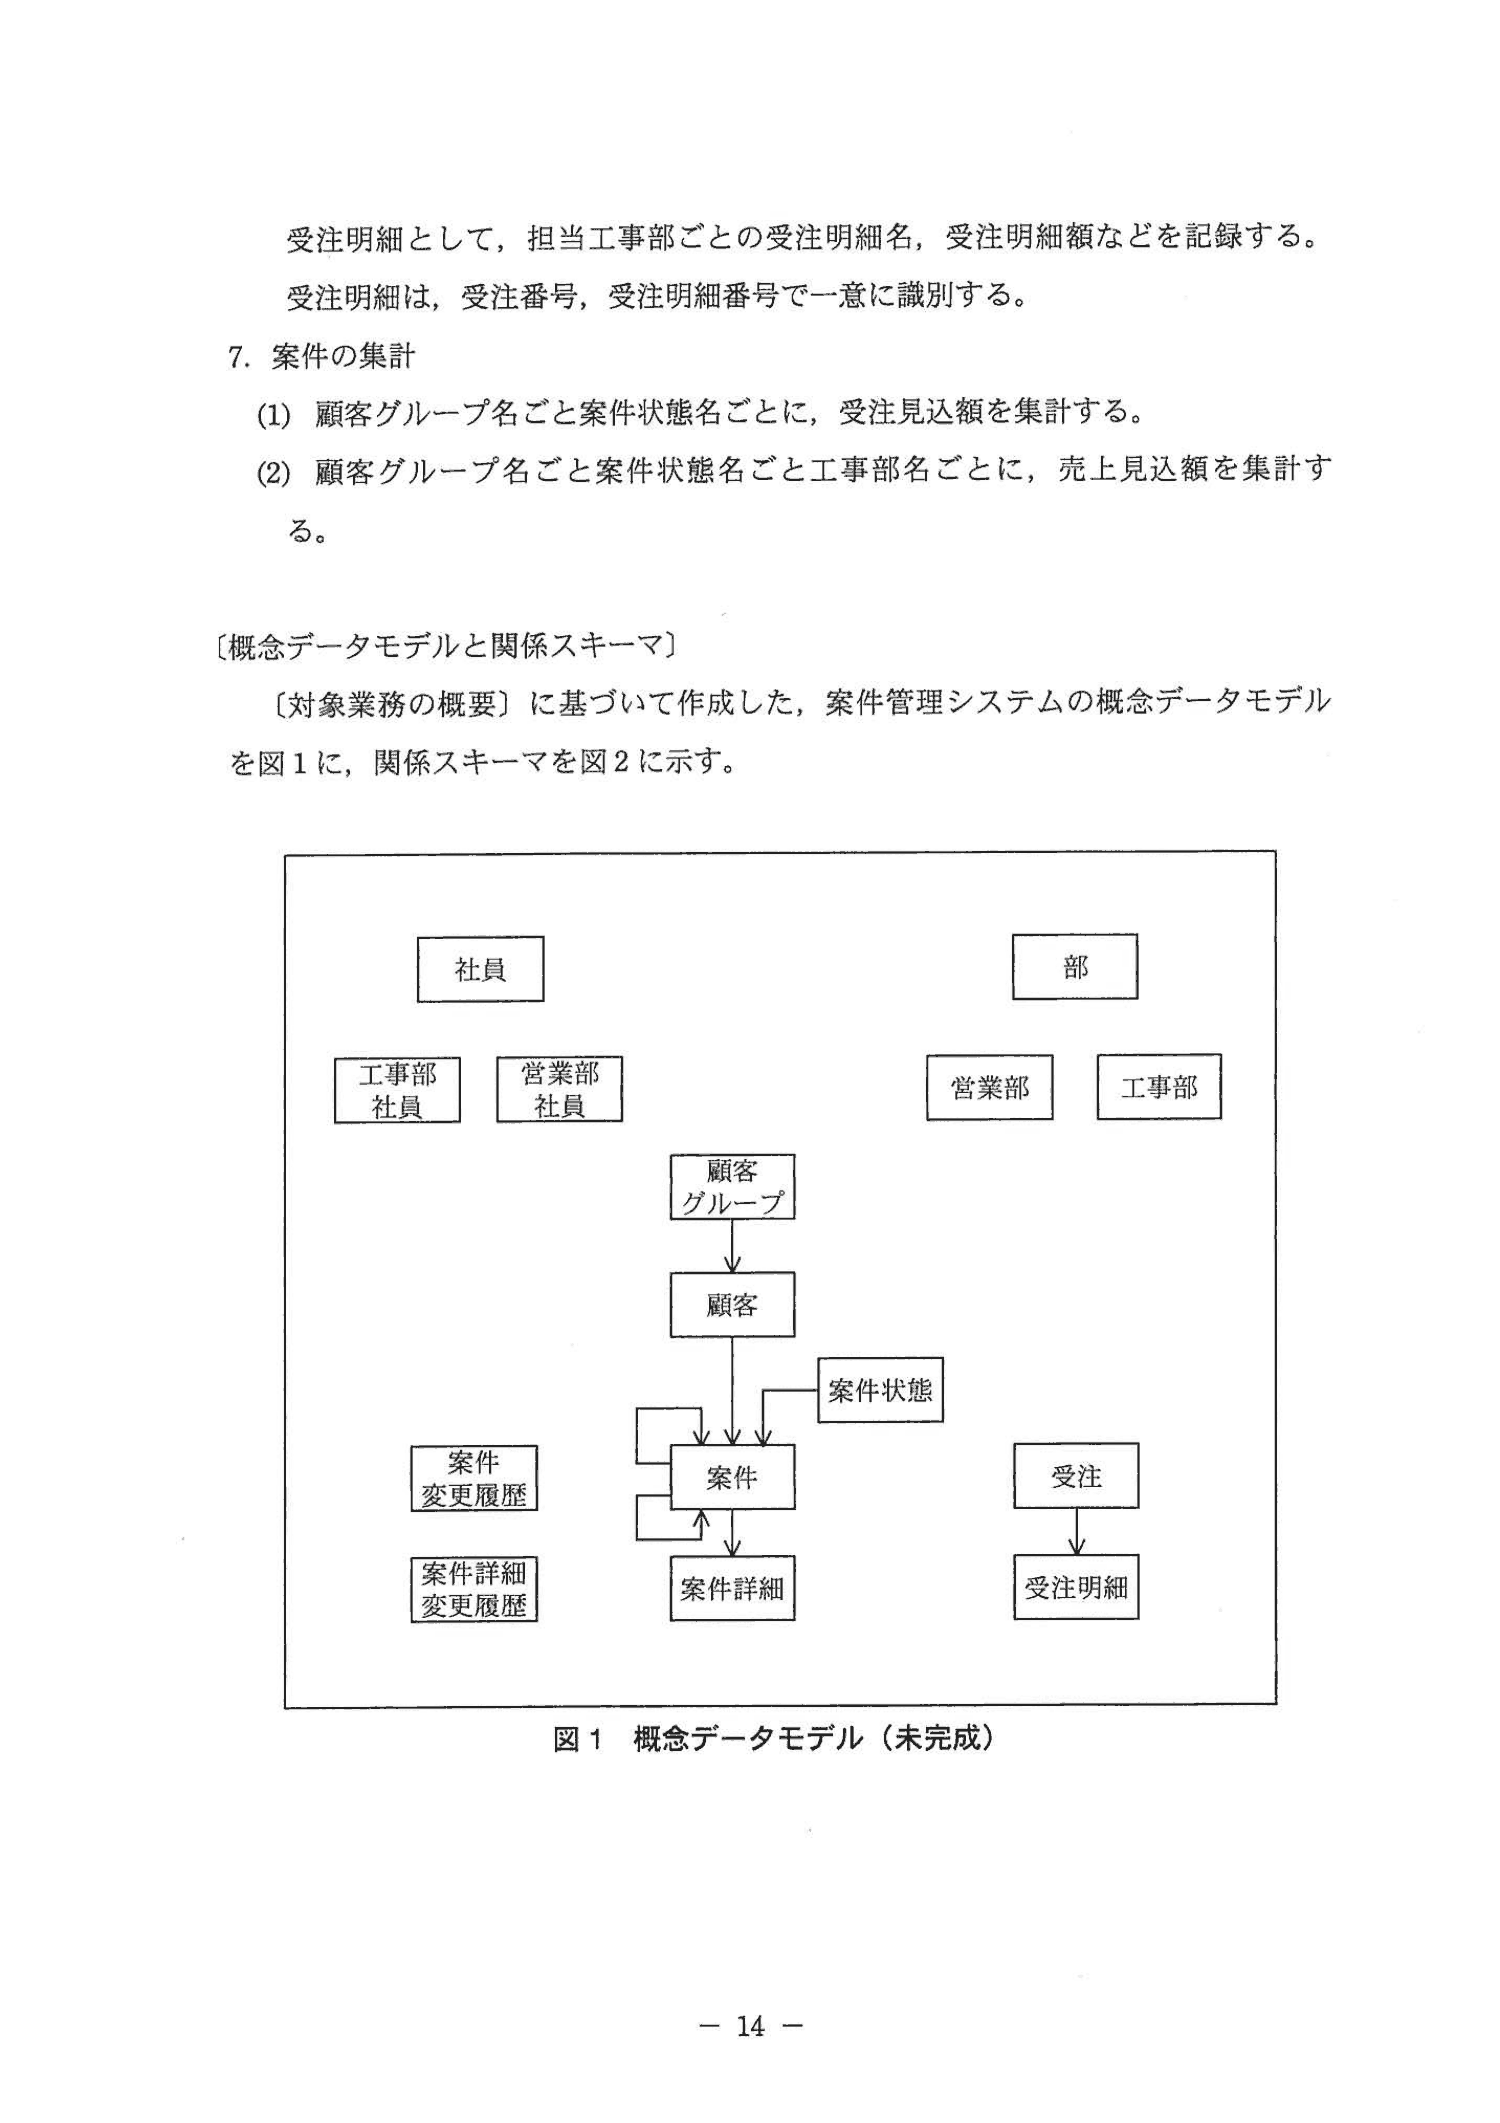 受注明細として，担当工事部ごとの受注明細名，受注明細額などを記録する。
受注明細は，受注番号，受注明細番号で一意に識別する。
7. 案件の集計
(1) 顧客グループ名ごと案件状態名ごとに，受注見込額を集計する。
(2) 顧客グループ名ごと案件状態名ごと工事部名ごとに，売上見込額を集計す
る。
〔概念データモデルと関係スキーマ〕
〔対象業務の概要〕に基づいて作成した，案件管理システムの概念データモデル
を図1に，関係スキーマを図2に示す。
社員
部
工事部
社員
営業部
社員
営業部
工事部
顧客
グループ
顧客
案件状態
案件
変更履歴
案件
受注
案件詳細
変更履歴
案件詳細
受注明細
図1 概念データモデル（未完成）
－ 14 －